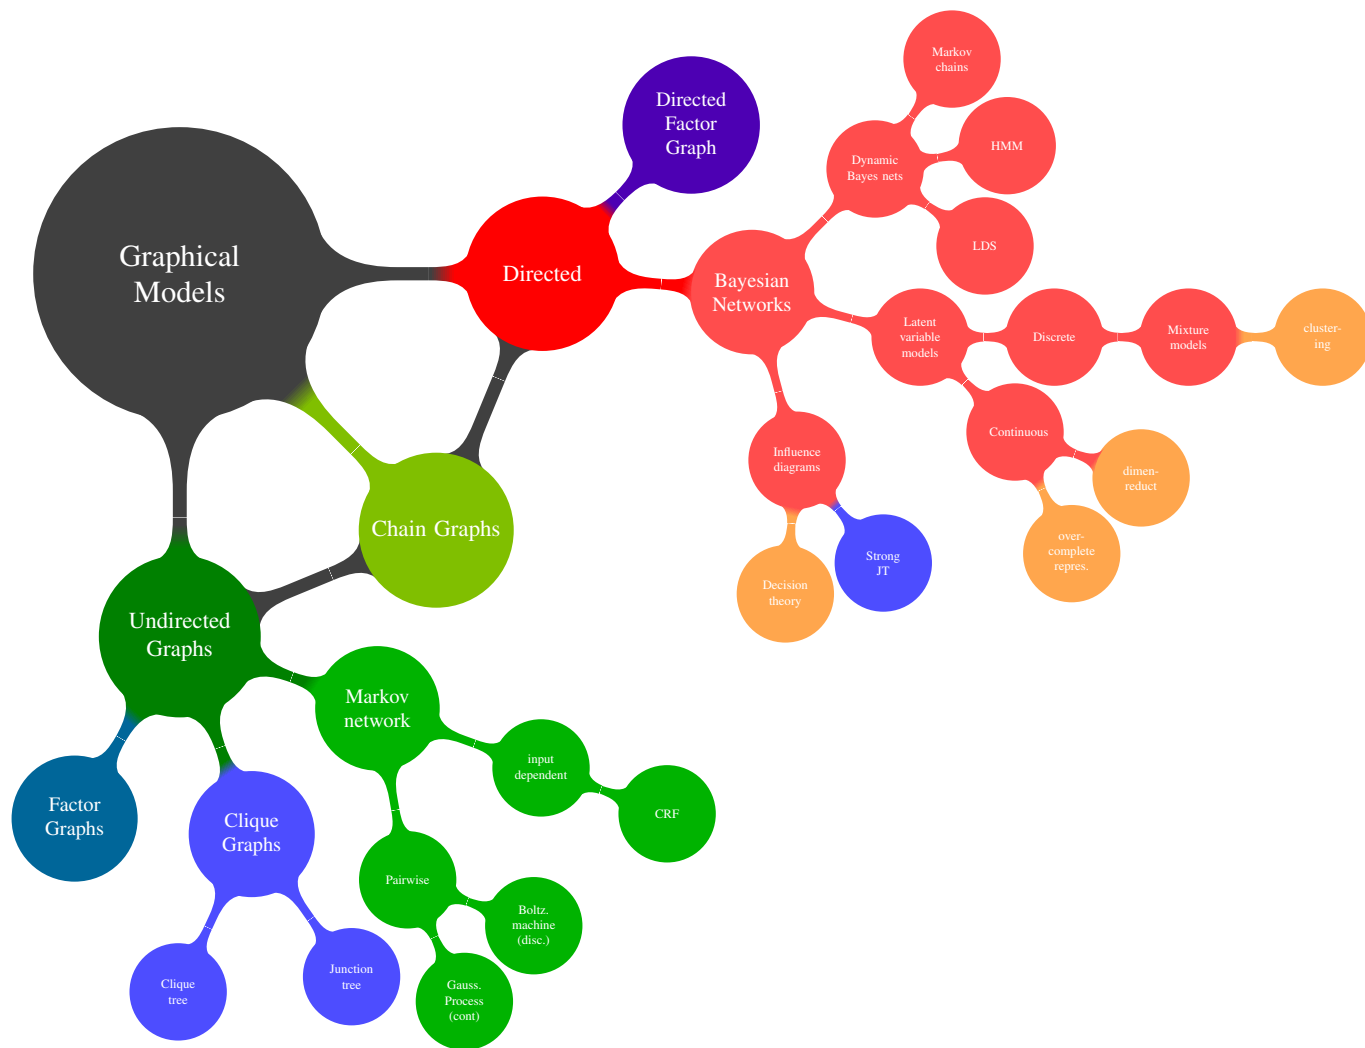 Graphical
Models
Directed
Directed
Factor
Graph
Bayesian
Networks
Dynamic
Bayes nets
Markov
chains
HMM
LDS
Latent
variable
models
Discrete
Mixture
models
cluster-
ing
Continuous
dimen-
reduct
over-
complete
repres.
Influence
diagrams
Decision
theory
Strong
JT
Chain Graphs
Undirected
Graphs
Markov
network
input
dependent
CRF
Pairwise
Boltz.
machine
(disc.)
Gauss.
Process
(cont)
Factor
Graphs
Clique
Graphs
Clique
tree
Junction
tree